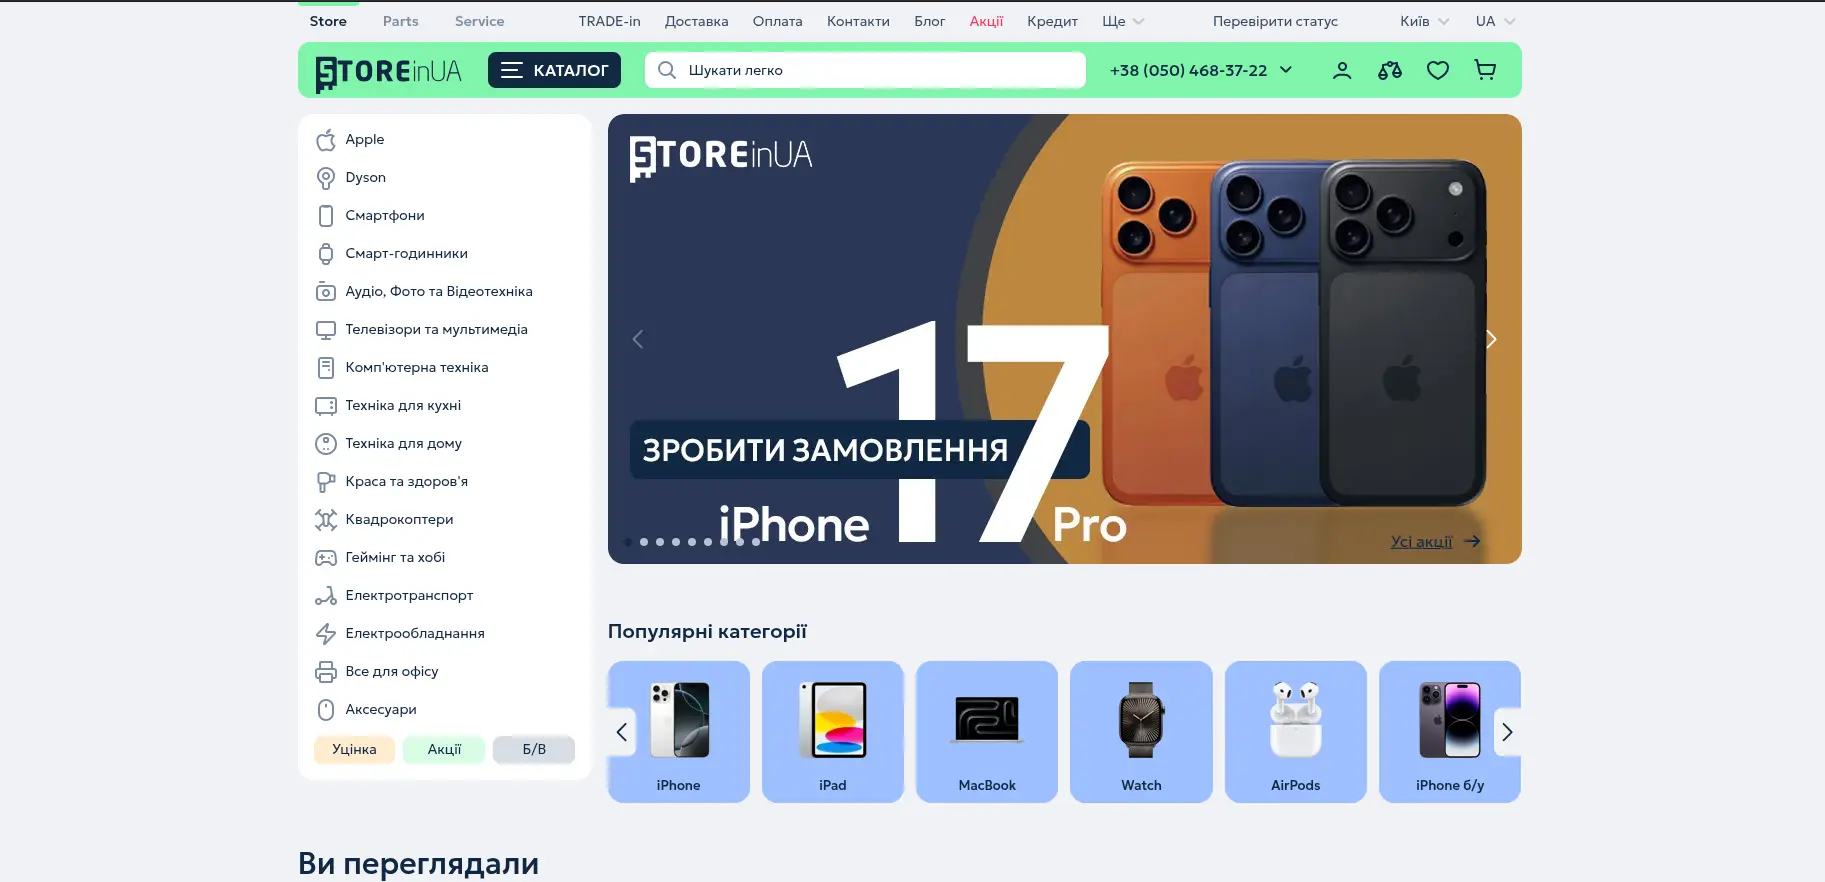 Store Parts Service TRADE-in Доставка Оплата Контакти Блог Акції Кредит Ще Перевірити статус Київ UA
STOREinUA КАТАЛОГ Шукати легко +38 (050) 468-37-22
Apple
Dyson
Смартфони
Смарт-годинники
Аудіо, Фото та Відеотехніка
Телевізори та мультимедіа
Комп'ютерна техніка
Техніка для кухні
Техніка для дому
Краса та здоров'я
Квадрокоптери
Геймінг та хобі
Електротранспорт
Електрообладнання
Все для офісу
Аксесуари
Уцінка Акції Б/В
STOREinUA
17
ЗРОБИТИ ЗАМОВЛЕННЯ
iPhone Pro
Усі акції
Популярні категорії
iPhone iPad MacBook Watch AirPods iPhone б/у
Ви переглядали